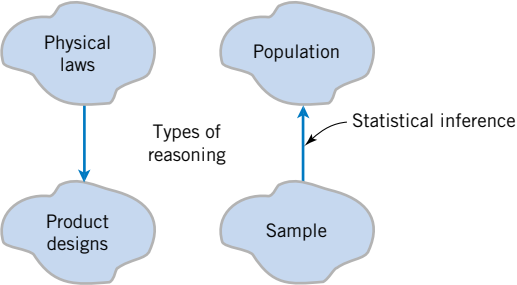 Physical
laws
Population
Types of
reasoning
Statistical inference
Product
designs
Sample